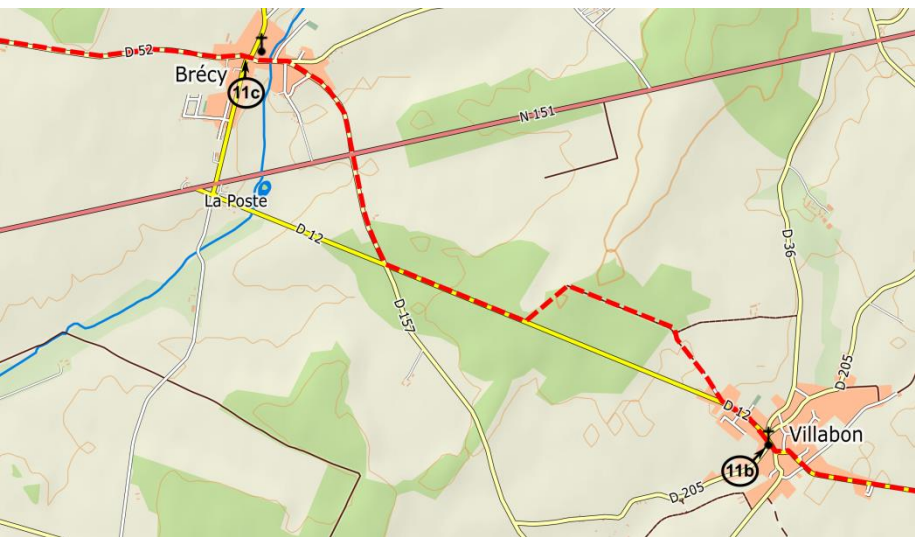 D 52
Brécy
11c
N 151
La Poste
D 12
D 36
D 157
D 205
D 12
Villabon
11b
D 205